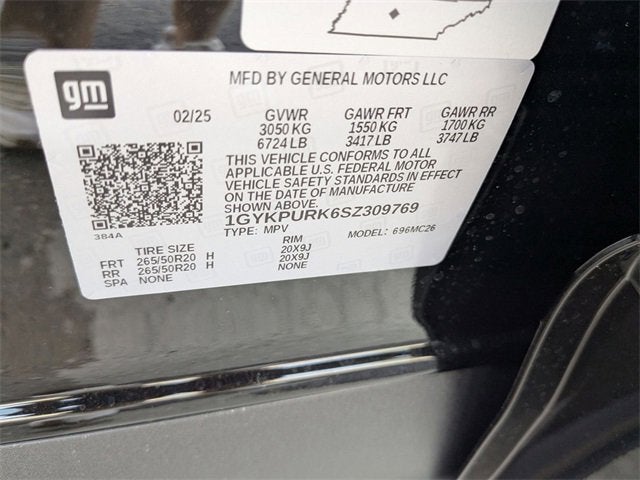 gm
MFD BY GENERAL MOTORS LLC
02/25 GVWR GAWR FRT GAWR RR
3050 KG 1550 KG 1700 KG
6724 LB 3417 LB 3747 LB
THIS VEHICLE CONFORMS TO ALL
APPLICABLE U.S. FEDERAL MOTOR
VEHICLE SAFETY STANDARDS IN EFFECT
ON THE DATE OF MANUFACTURE
SHOWN ABOVE.
1GYKPURK6SZ309769
384A
TYPE: MPV MODEL: 696MC26
TIRE SIZE RIM
FRT 265/50R20 H 20X9J
RR 265/50R20 H 20X9J
SPA NONE NONE